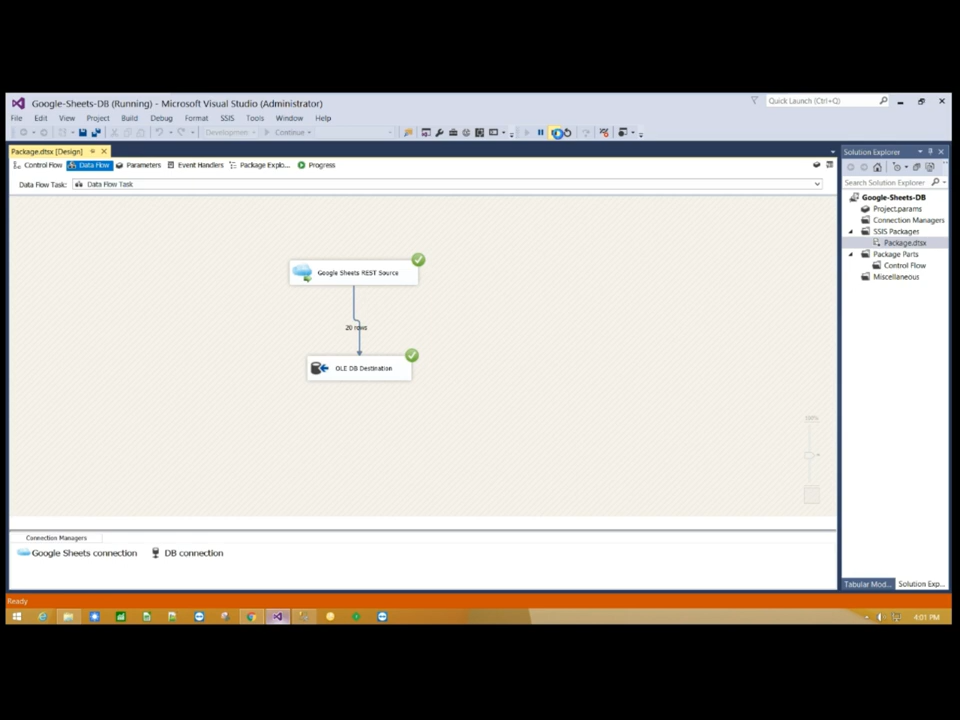 Google-Sheets-DB (Running) - Microsoft Visual Studio (Administrator)
Quick Launch (Ctrl+Q)
File Edit View Project Build Debug Format SSIS Tools Window Help
Continue
Package.dtsx [Design]
Control Flow Data Flow Parameters Event Handlers Package Explo... Progress
Data Flow Task: Data Flow Task
Google Sheets REST Source
20 rows
OLE DB Destination
100%
Connection Managers
Google Sheets connection DB connection
Solution Explorer
Search Solution Explorer
Google-Sheets-DB
Project.params
Connection Managers
SSIS Packages
Package.dtsx
Package Parts
Control Flow
Miscellaneous
Tabular Mod... Solution Exp...
Ready
4:01 PM